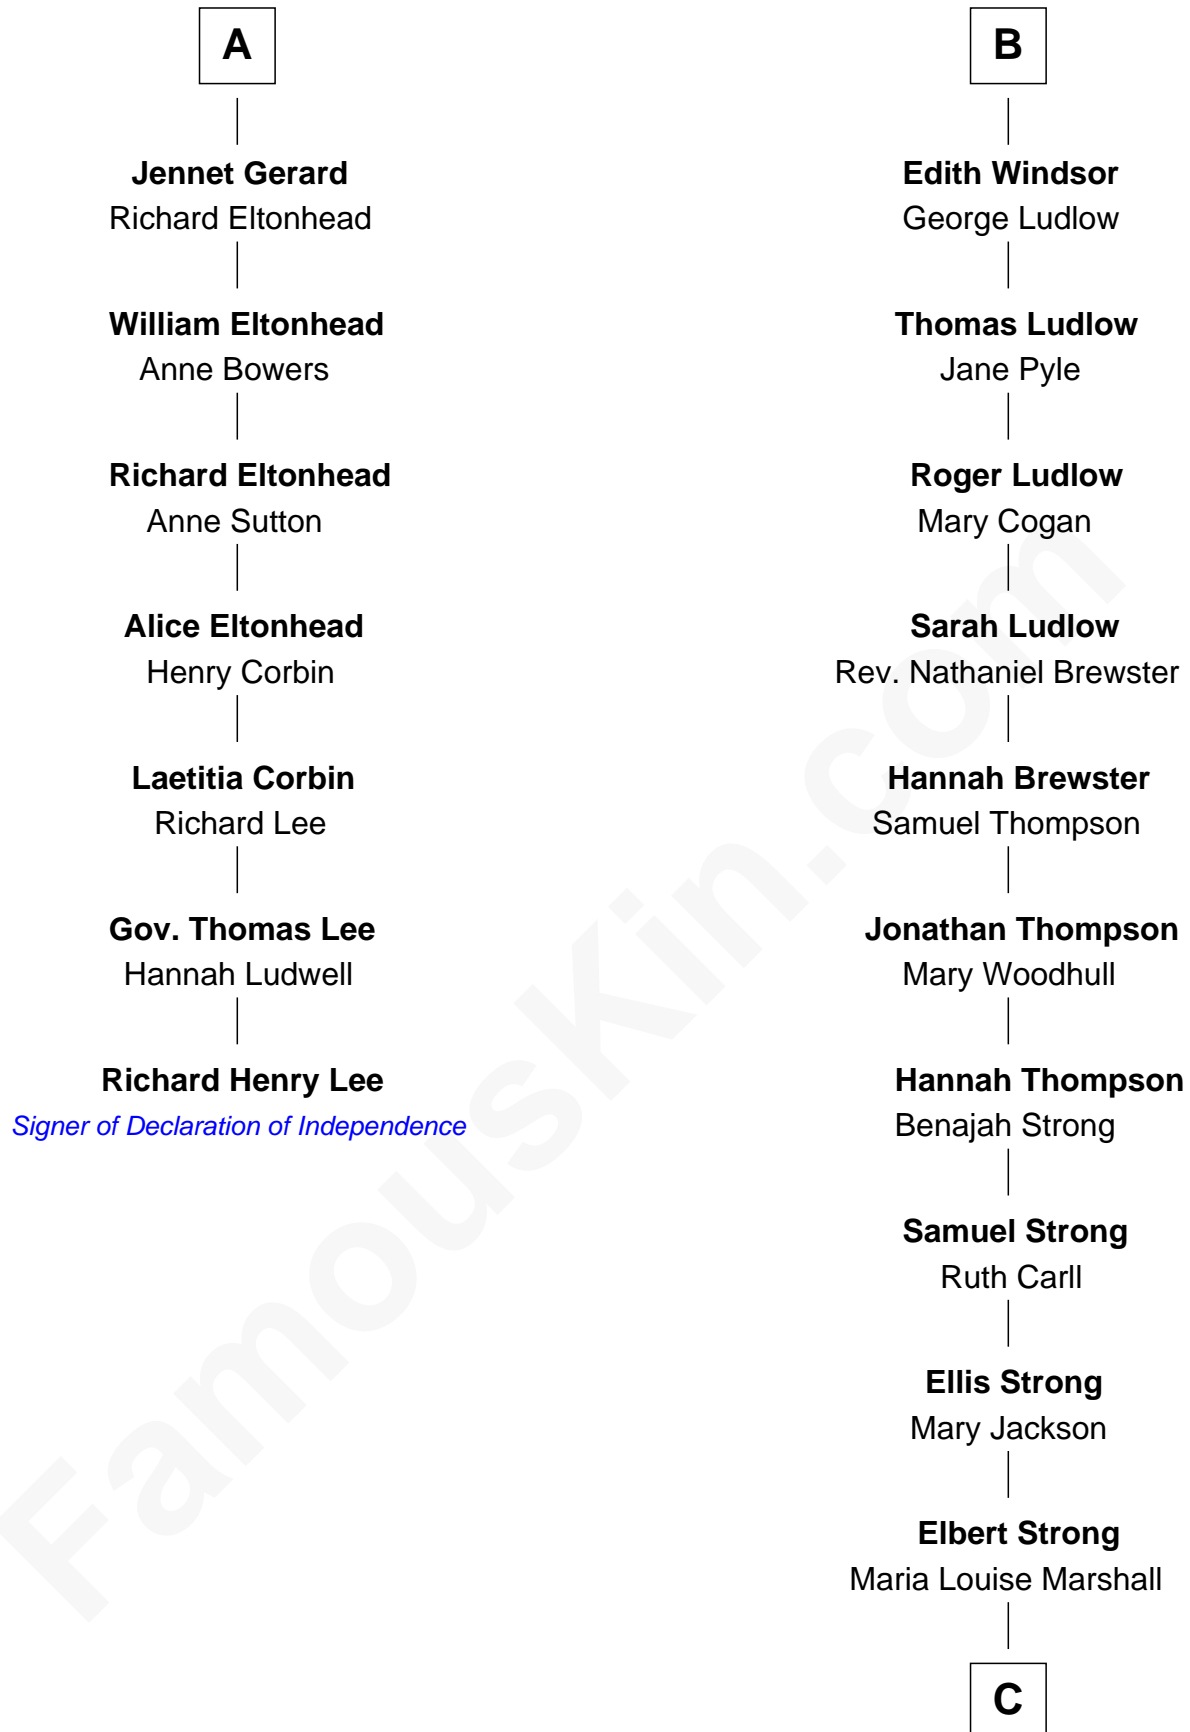 A
Jennet Gerard
Richard Eltonhead
William Eltonhead
Anne Bowers
Richard Eltonhead
Anne Sutton
Alice Eltonhead
Henry Corbin
Laetitia Corbin
Richard Lee
Gov. Thomas Lee
Hannah Ludwell
Richard Henry Lee
Signer of Declaration of Independence
B
Edith Windsor
George Ludlow
Thomas Ludlow
Jane Pyle
Roger Ludlow
Mary Cogan
Sarah Ludlow
Rev. Nathaniel Brewster
Hannah Brewster
Samuel Thompson
Jonathan Thompson
Mary Woodhull
Hannah Thompson
Benajah Strong
Samuel Strong
Ruth Carll
Ellis Strong
Mary Jackson
Elbert Strong
Maria Louise Marshall
C
FamousKin.com